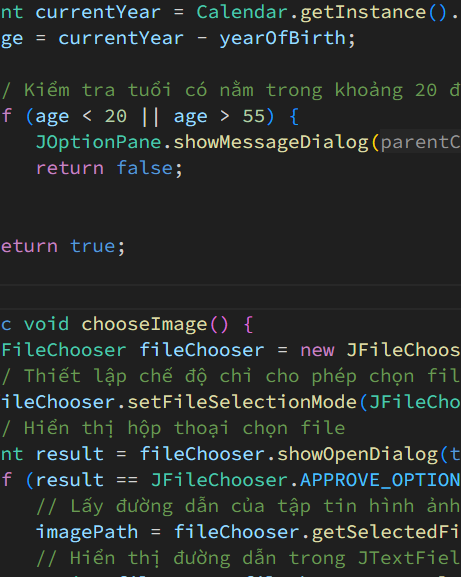 nt currentYear = Calendar.getInstance().
ge = currentYear - yearOfBirth;
/ Kiểm tra tuổi có nằm trong khoảng 20 đ
f (age < 20 || age > 55) {
JOptionPane.showMessageDialog(parentC
return false;
eturn true;
c void chooseImage() {
FileChooser fileChooser = new JFileChoos
/ Thiết lập chế độ chỉ cho phép chọn fil
ileChooser.setFileSelectionMode(JFileCho
/ Hiển thị hộp thoại chọn file
nt result = fileChooser.showOpenDialog(t
f (result == JFileChooser.APPROVE_OPTION
// Lấy đường dẫn của tập tin hình ảnh
imagePath = fileChooser.getSelectedFi
// Hiển thị đường dẫn trong JTextFiel